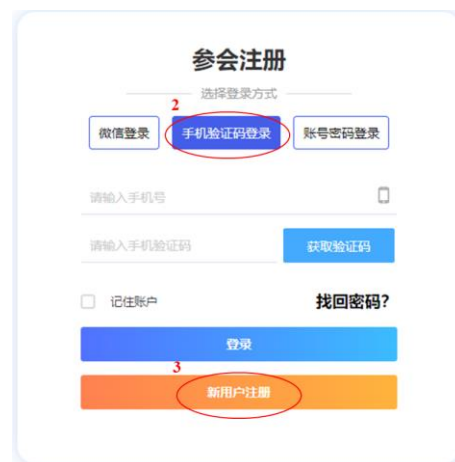 参会注册
选择登录方式
2
微信登录 手机验证码登录 账号密码登录
请输入手机号
请输入手机验证码 获取验证码
记住账户 找回密码?
登录
3
新用户注册